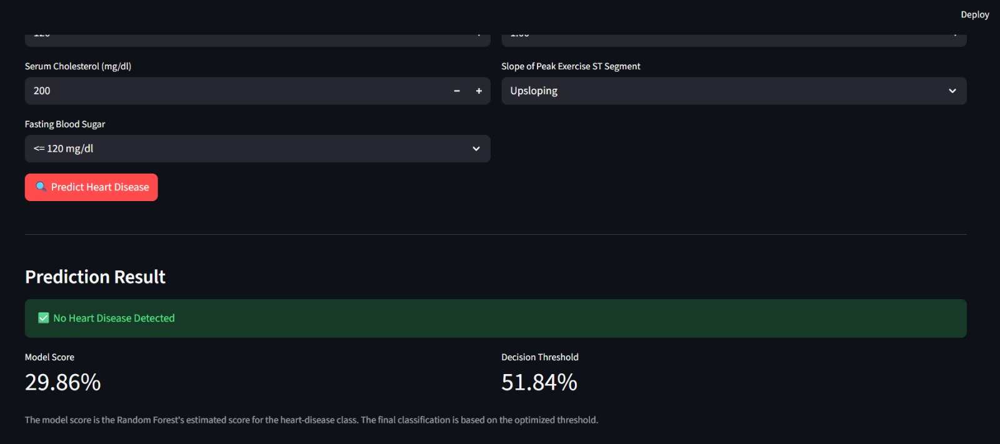 Deploy
Serum Cholesterol (mg/dl)
Slope of Peak Exercise ST Segment
200
Upsloping
Fasting Blood Sugar
<= 120 mg/dl
Predict Heart Disease
Prediction Result
No Heart Disease Detected
Model Score
Decision Threshold
29.86%
51.84%
The model score is the Random Forest's estimated score for the heart-disease class. The final classification is based on the optimized threshold.